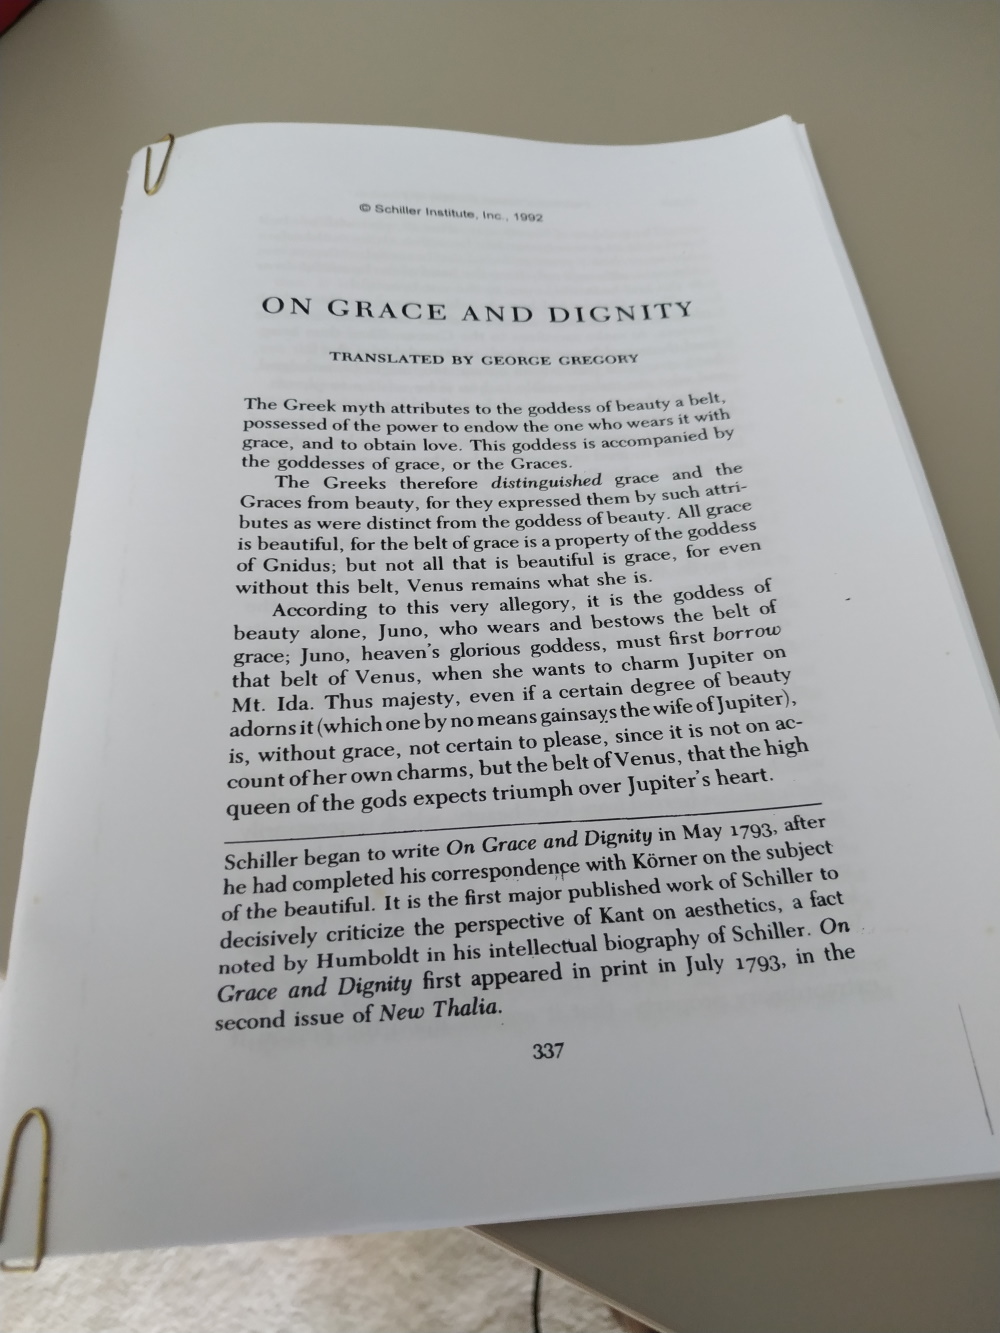 © Schiller Institute, Inc., 1992
ON GRACE AND DIGNITY
TRANSLATED BY GEORGE GREGORY
The Greek myth attributes to the goddess of beauty a belt,
possessed of the power to endow the one who wears it with
grace, and to obtain love. This goddess is accompanied by
the goddesses of grace, or the Graces.
The Greeks therefore distinguished grace and the
Graces from beauty, for they expressed them by such attri-
butes as were distinct from the goddess of beauty. All grace
is beautiful, for the belt of grace is a property of the goddess
of Gnidus; but not all that is beautiful is grace, for even
without this belt, Venus remains what she is.
According to this very allegory, it is the goddess of
beauty alone, Juno, who wears and bestows the belt of
grace; Juno, heaven's glorious goddess, must first borrow
that belt of Venus, when she wants to charm Jupiter on
Mt. Ida. Thus majesty, even if a certain degree of beauty
adorns it (which one by no means gainsays the wife of Jupiter),
is, without grace, not certain to please, since it is not on ac-
count of her own charms, but the belt of Venus, that the high
queen of the gods expects triumph over Jupiter's heart.
Schiller began to write On Grace and Dignity in May 1793, after
he had completed his correspondence with Körner on the subject
of the beautiful. It is the first major published work of Schiller to
decisively criticize the perspective of Kant on aesthetics, a fact
noted by Humboldt in his intellectual biography of Schiller. On
Grace and Dignity first appeared in print in July 1793, in the
second issue of New Thalia.
337